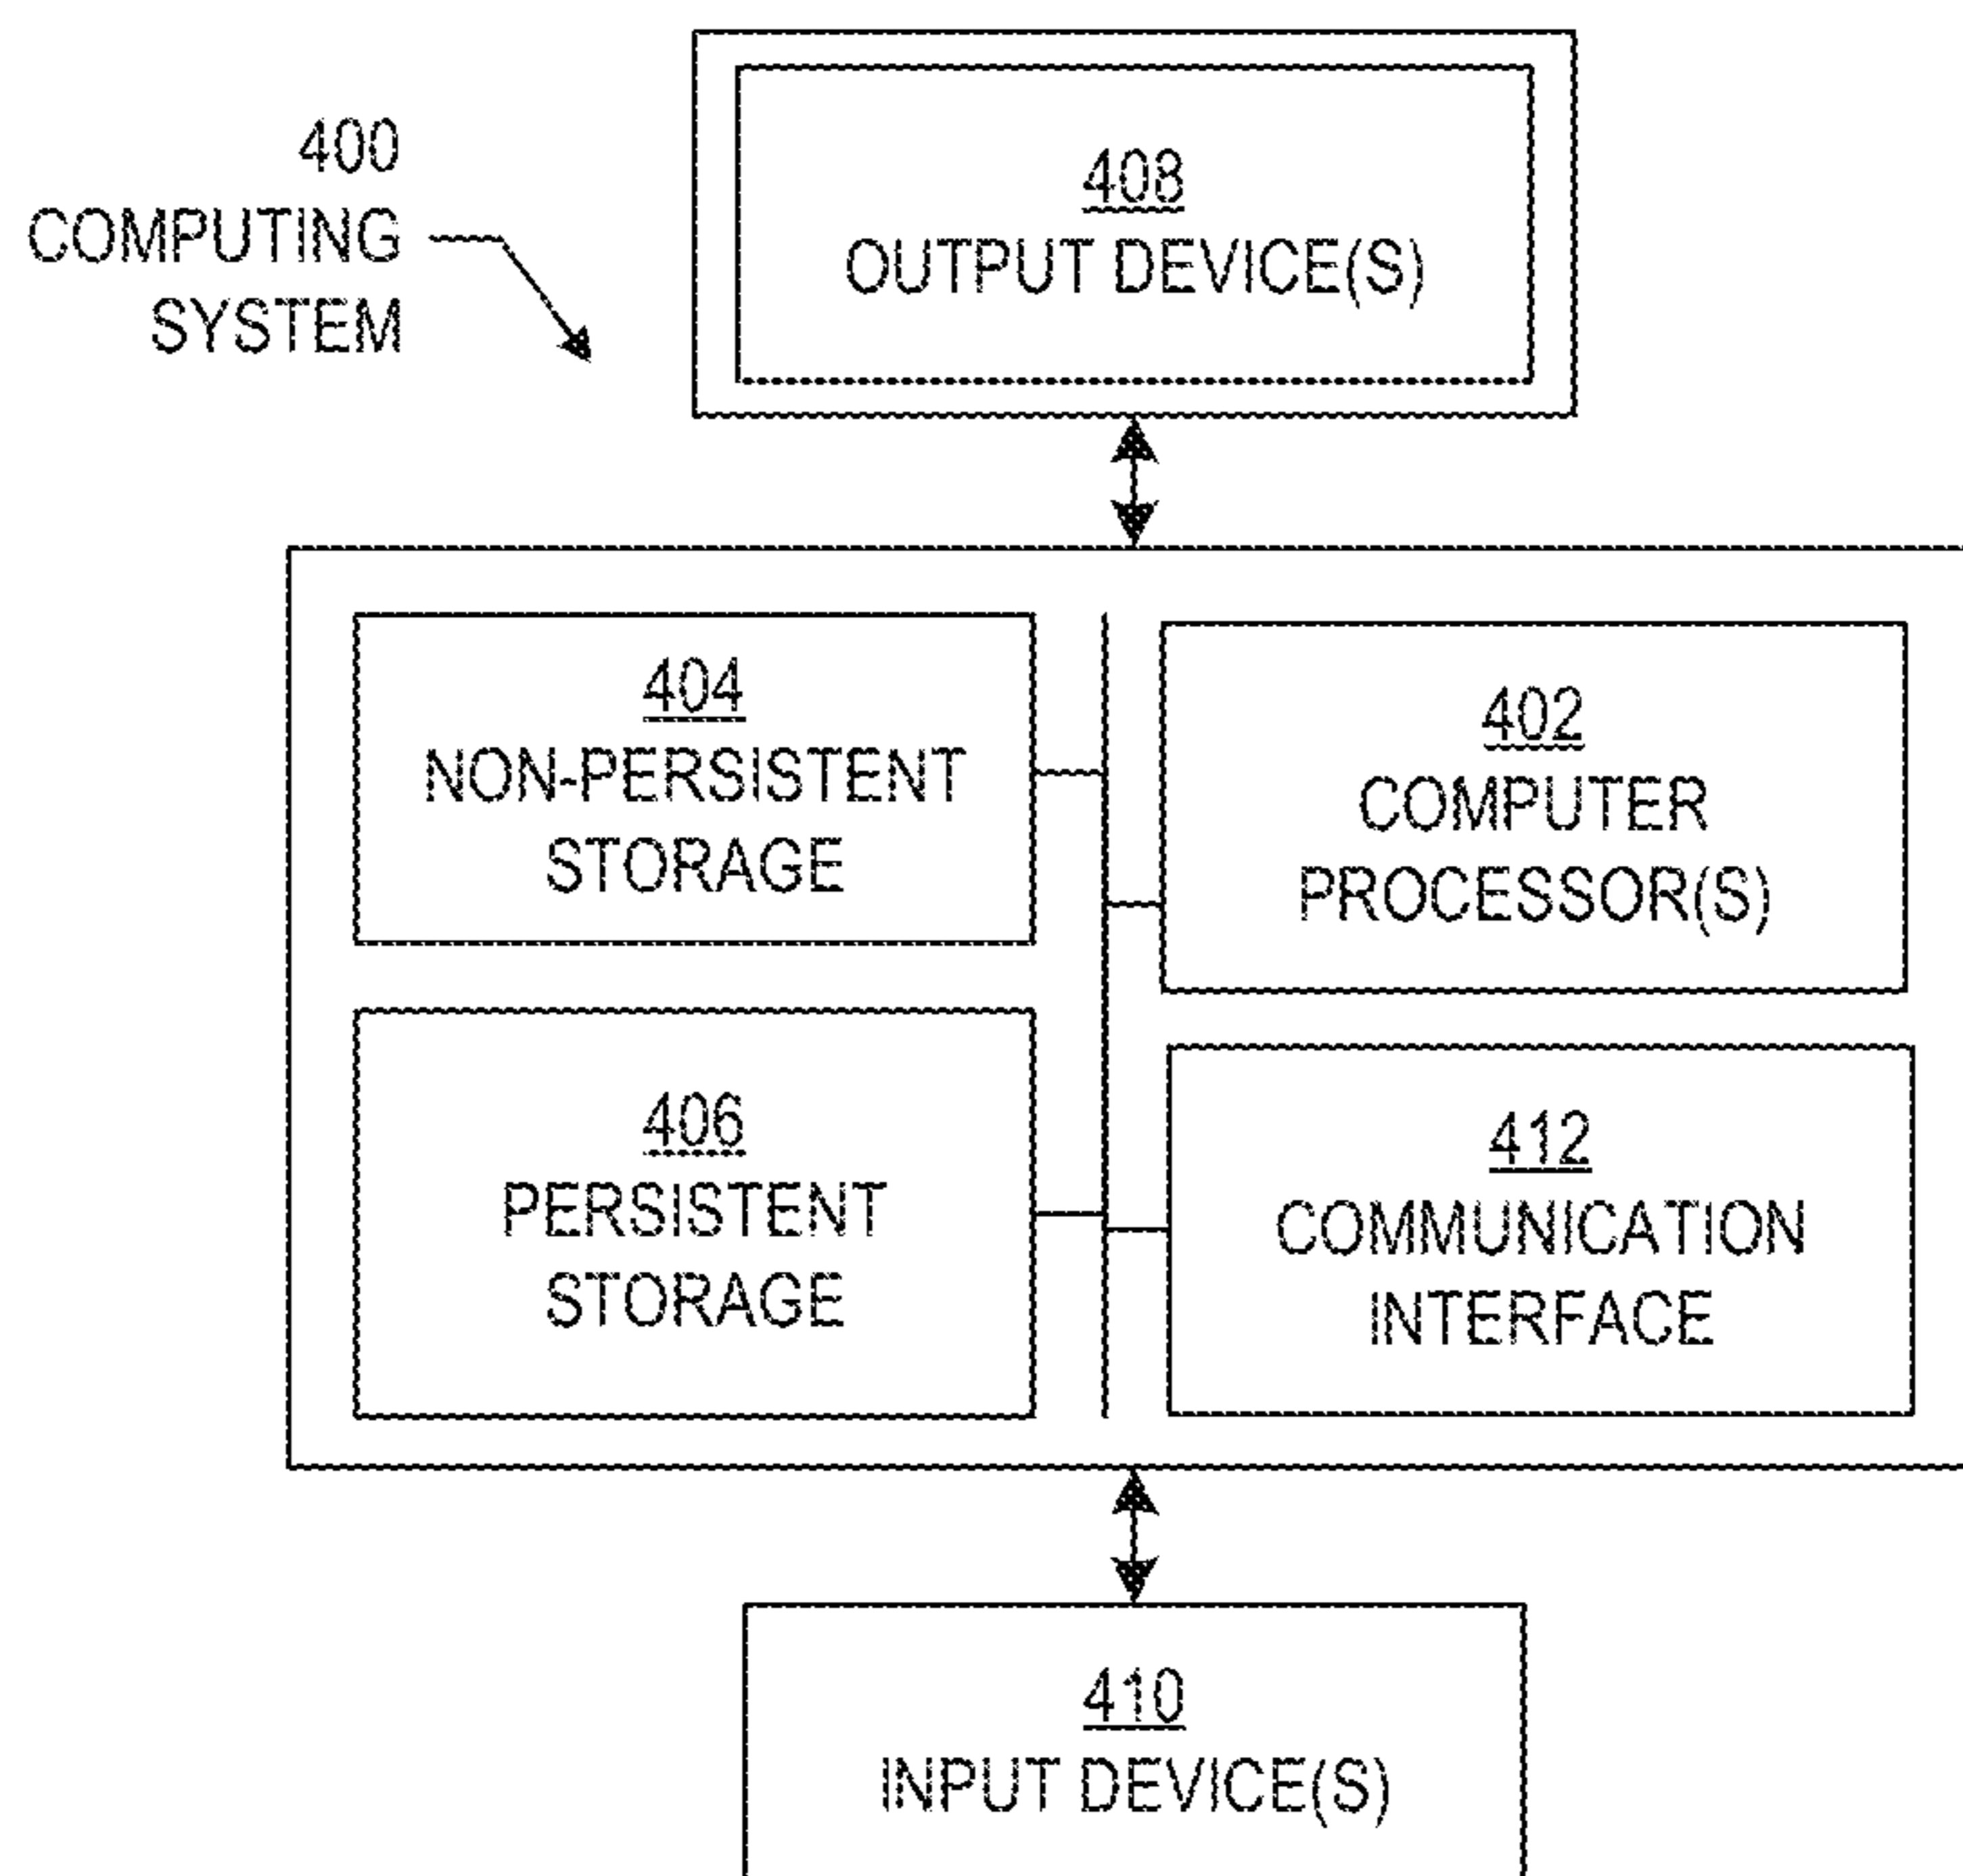 400
COMPUTING
SYSTEM
408
OUTPUT DEVICE(S)
404
NON-PERSISTENT
STORAGE
402
COMPUTER
PROCESSOR(S)
406
PERSISTENT
STORAGE
412
COMMUNICATION
INTERFACE
410
INPUT DEVICE(S)